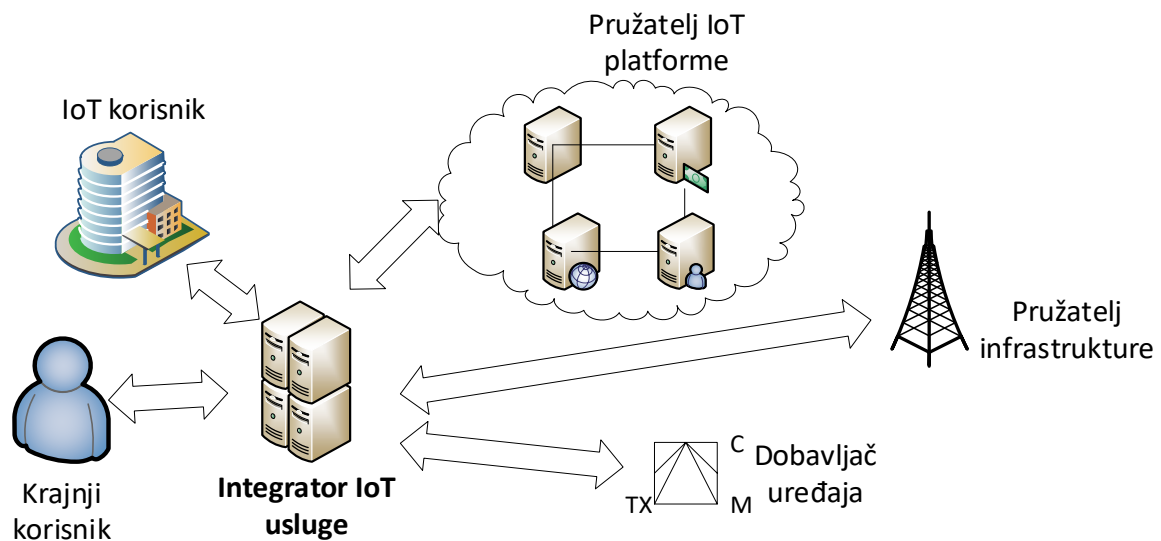 Pružatelj IoT
platforme
IoT korisnik
Pružatelj
infrastrukture
C
Dobavljač
uređaja
TX
M
Integrator IoT
usluge
Krajnji
korisnik